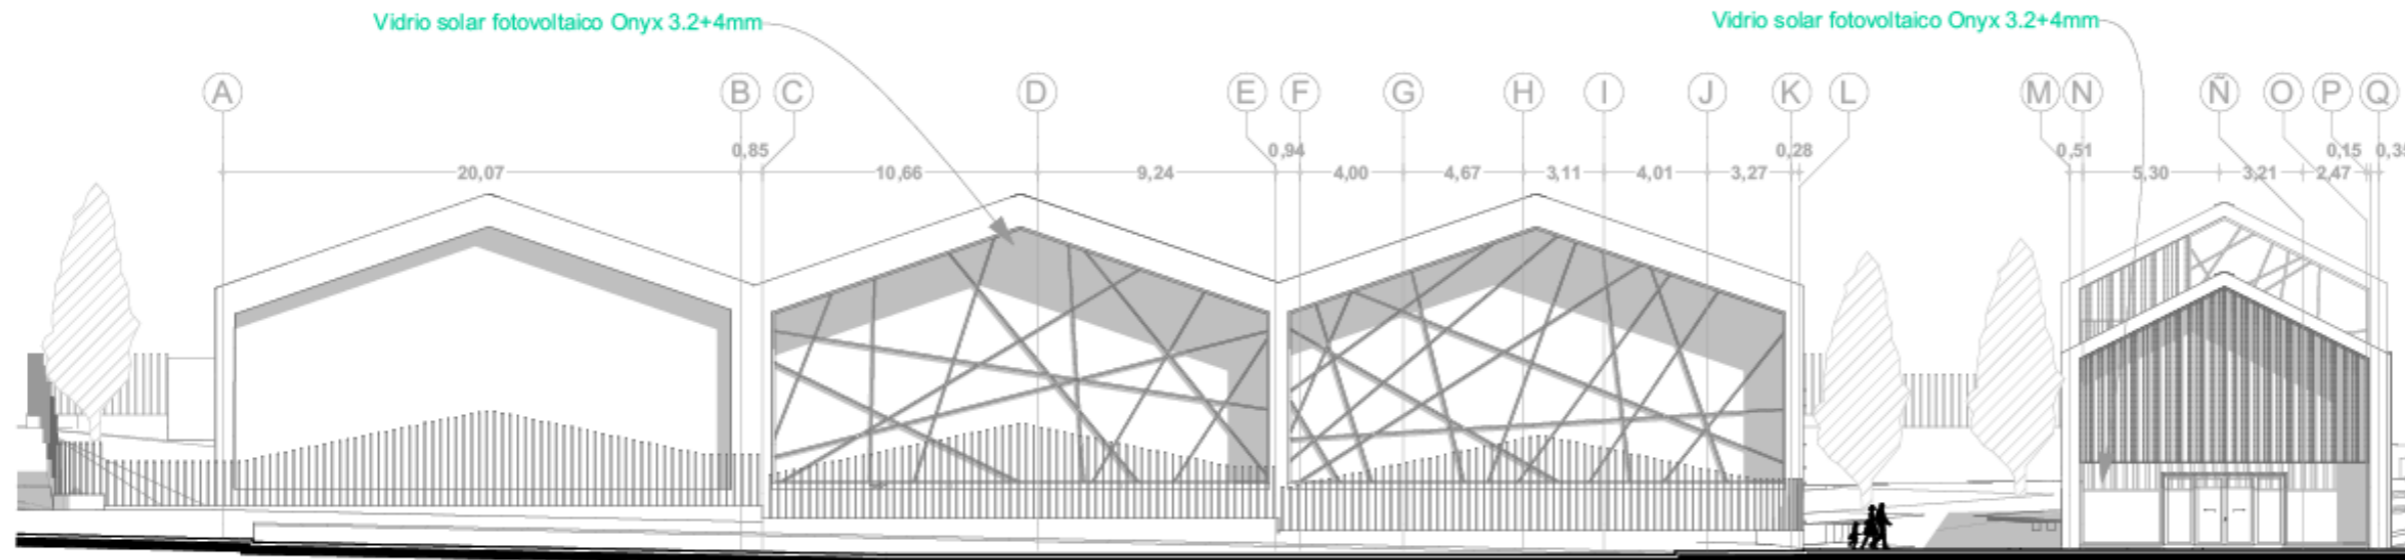 Vidrio solar fotovoltaico Onyx 3.2+4mm
Vidrio solar fotovoltaico Onyx 3.2+4mm
A B C D E F G H I J K L M N Ñ O P Q
0,85 0,94 0,28 0,51 0,15
20,07 10,66 9,24 4,00 4,67 3,11 4,01 3,27 5,30 3,21 2,47